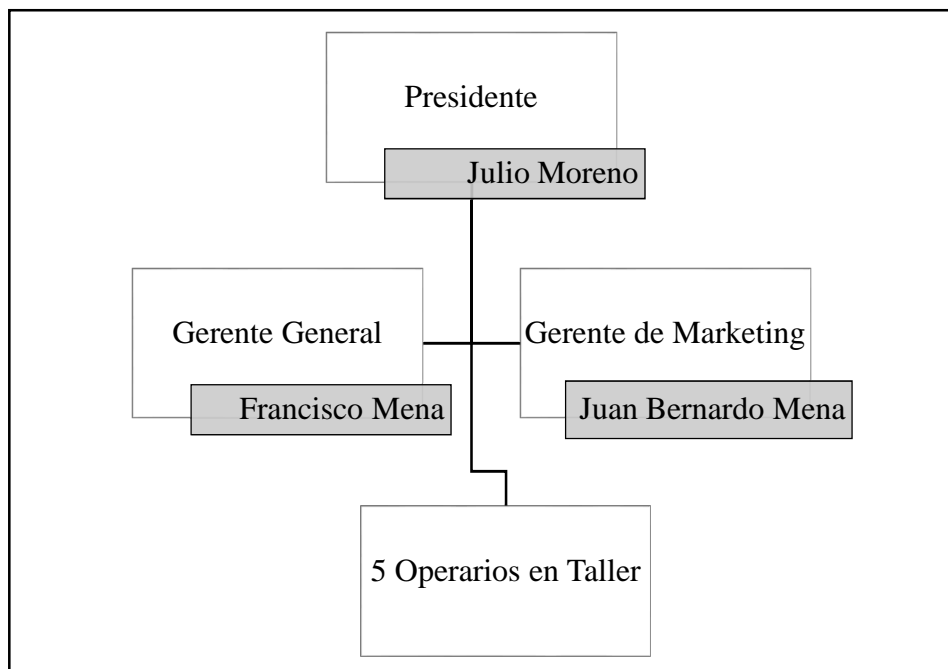 Presidente
Julio Moreno
Gerente General
Francisco Mena
Gerente de Marketing
Juan Bernardo Mena
5 Operarios en Taller